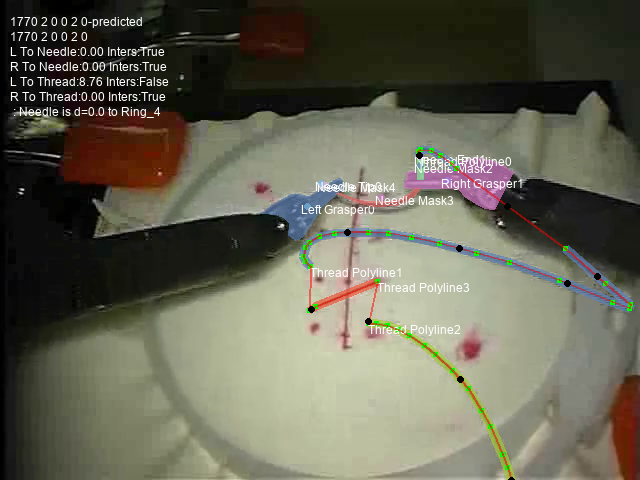 1770 2 0 0 2 0-predicted
1770 2 0 0 2 0
L To Needle:0.00 Inters:True
R To Needle:0.00 Inters:True
L To Thread:8.76 Inters:False
R To Thread:0.00 Inters:True
: Needle is d=0.0 to Ring_4
Thread Polyline0
Needle Mask2
Right Grasper1
Needle Mask4
Needle Mask3
Left Grasper0
Thread Polyline1
Thread Polyline3
Thread Polyline2